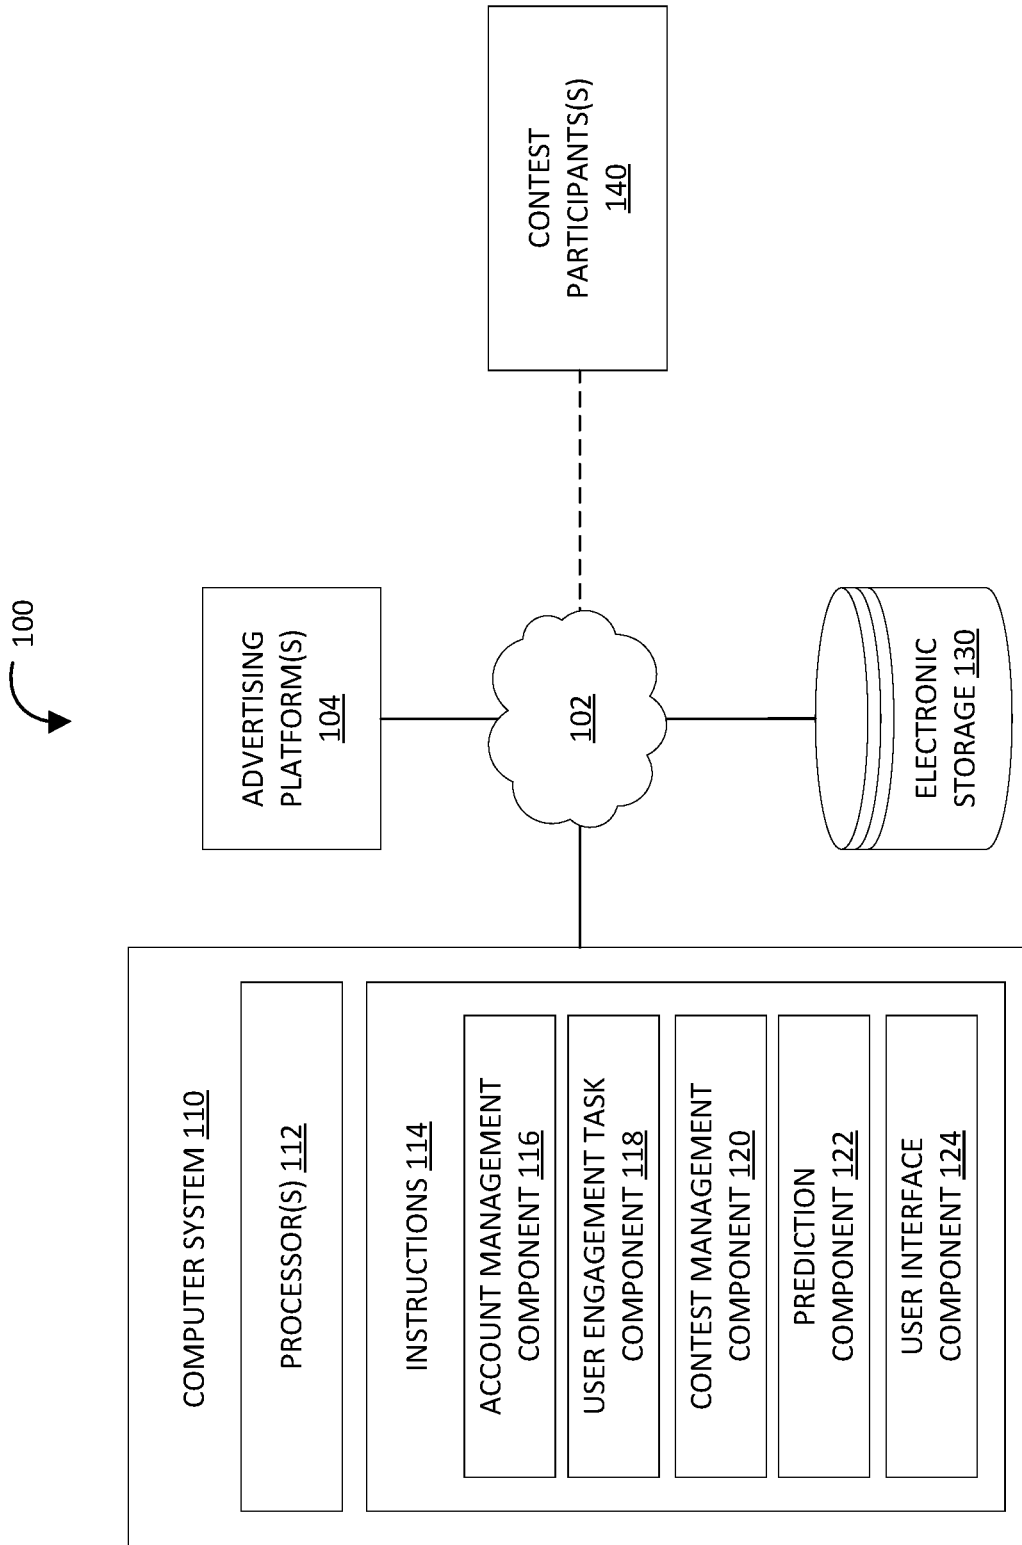 100
COMPUTER SYSTEM 110
PROCESSOR(S) 112
INSTRUCTIONS 114
ACCOUNT MANAGEMENT
COMPONENT 116
USER ENGAGEMENT TASK
COMPONENT 118
CONTEST MANAGEMENT
COMPONENT 120
PREDICTION
COMPONENT 122
USER INTERFACE
COMPONENT 124
ADVERTISING
PLATFORM(S)
104
102
ELECTRONIC
STORAGE 130
CONTEST
PARTICIPANTS(S)
140